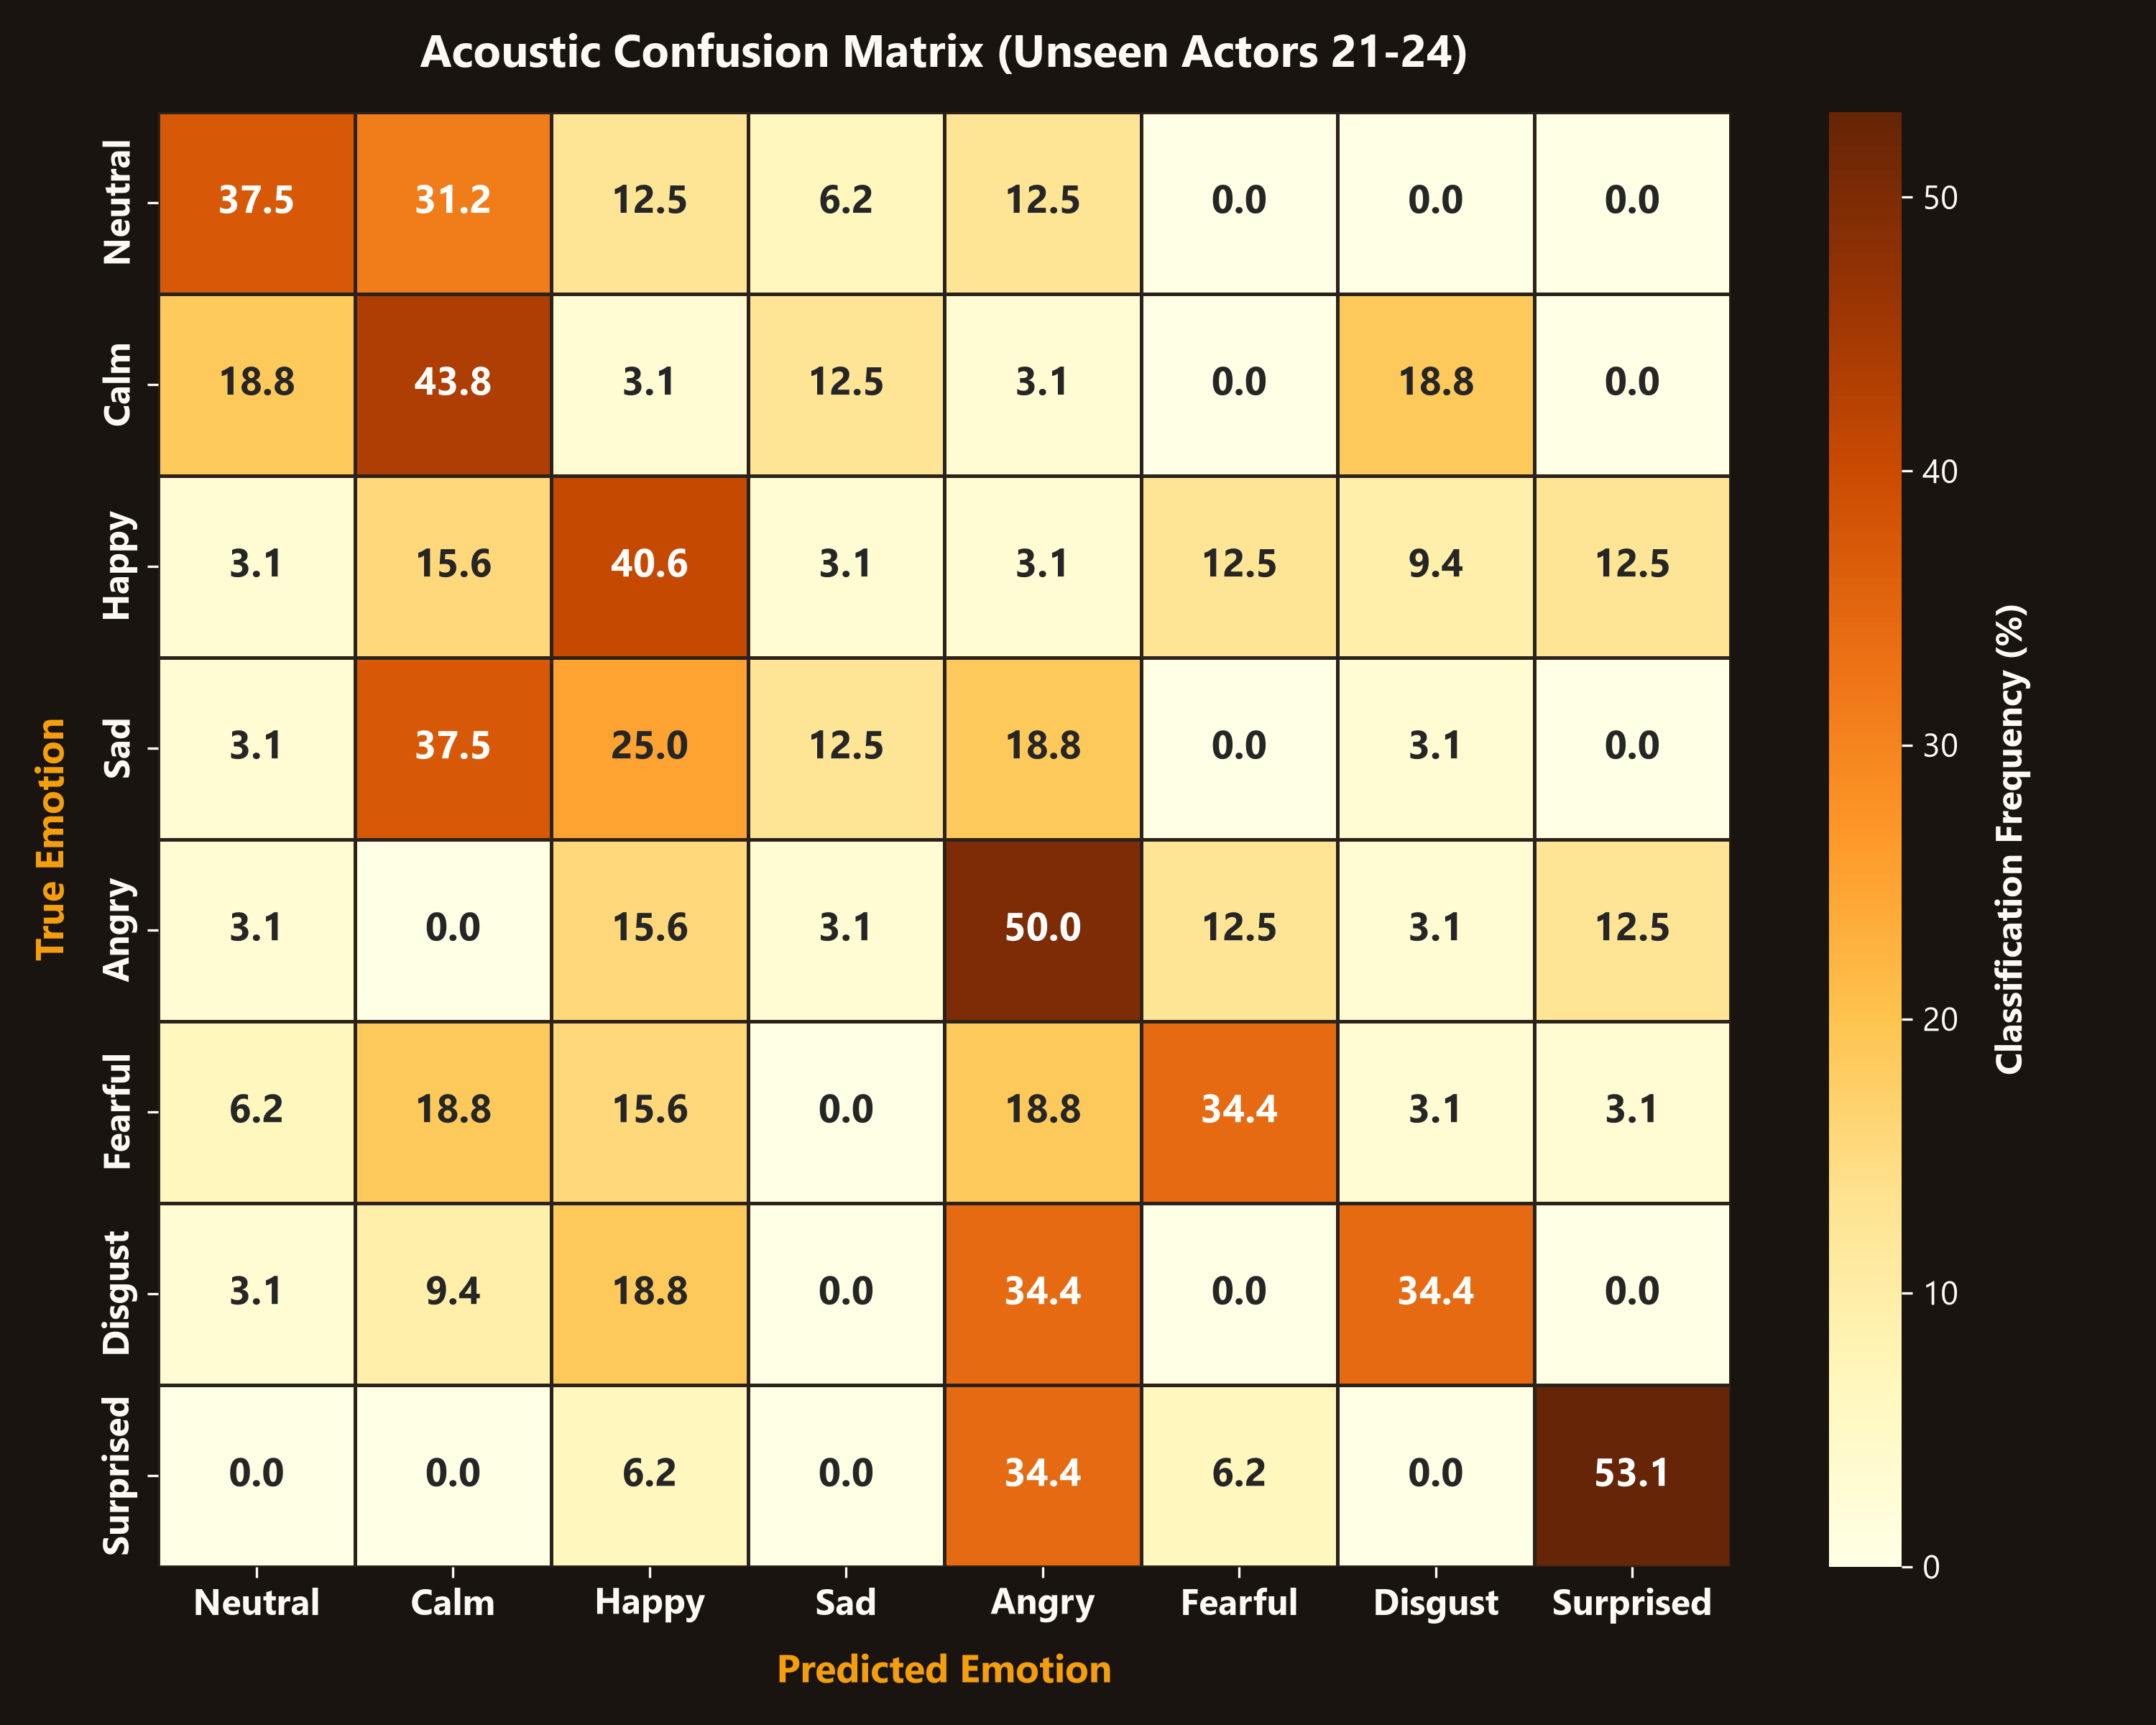 Acoustic Confusion Matrix (Unseen Actors 21-24)
True Emotion
Neutral 37.5 31.2 12.5 6.2 12.5 0.0 0.0 0.0
Calm 18.8 43.8 3.1 12.5 3.1 0.0 18.8 0.0
Happy 3.1 15.6 40.6 3.1 3.1 12.5 9.4 12.5
Sad 3.1 37.5 25.0 12.5 18.8 0.0 3.1 0.0
Angry 3.1 0.0 15.6 3.1 50.0 12.5 3.1 12.5
Fearful 6.2 18.8 15.6 0.0 18.8 34.4 3.1 3.1
Disgust 3.1 9.4 18.8 0.0 34.4 0.0 34.4 0.0
Surprised 0.0 0.0 6.2 0.0 34.4 6.2 0.0 53.1
Neutral Calm Happy Sad Angry Fearful Disgust Surprised
Predicted Emotion
50
40
30
20
10
0
Classification Frequency (%)